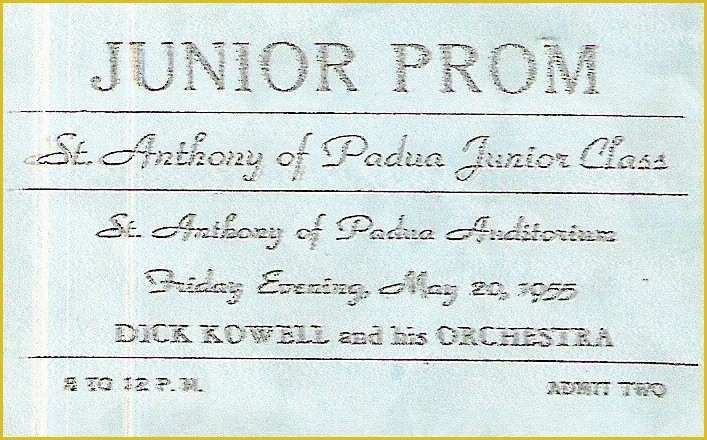 JUNIOR PROM
St. Anthony of Padua Junior Class
St. Anthony of Padua Auditorium
Friday Evening, May 20, 1955
DICK KOWELL and his ORCHESTRA
8 TO 12 P. M. ADMIT TWO